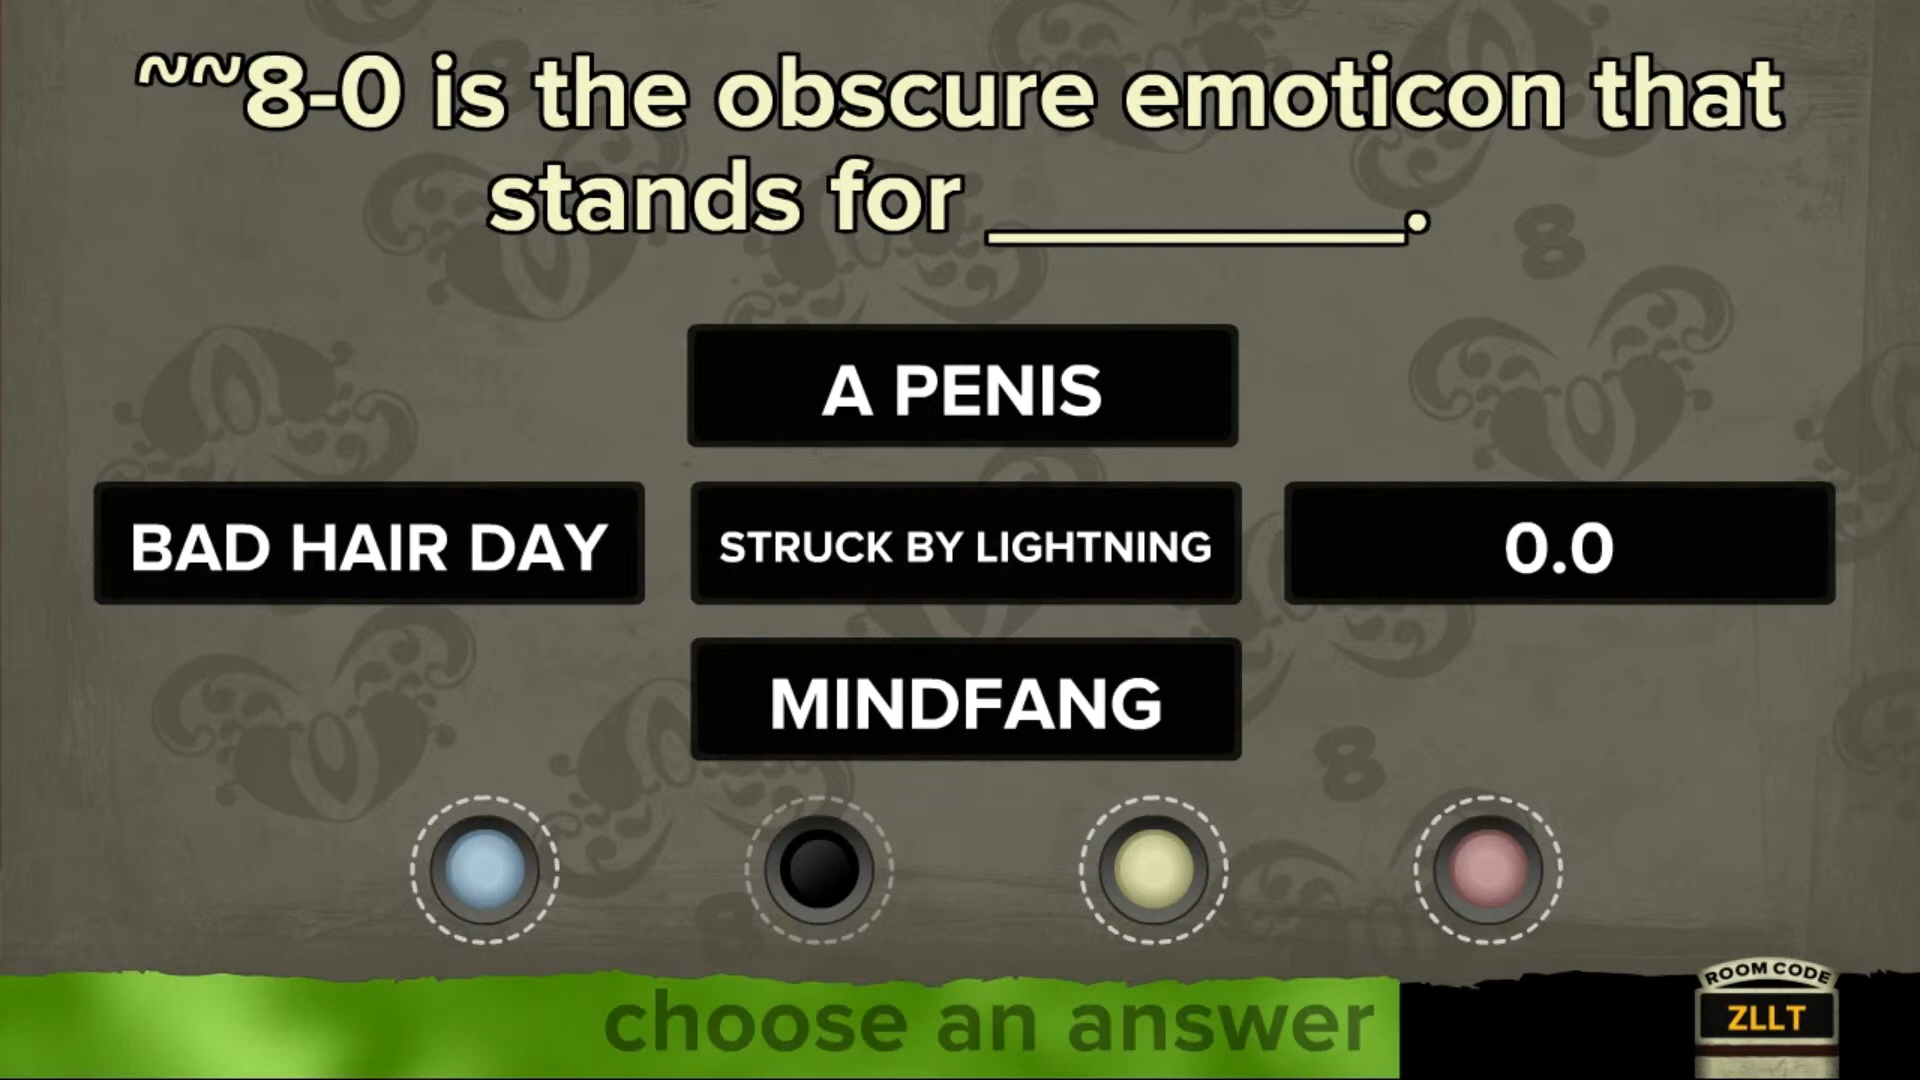 ~~8-0 is the obscure emoticon that
stands for ________.
A PENIS
BAD HAIR DAY
STRUCK BY LIGHTNING
0.0
MINDFANG
choose an answer
ROOM CODE
ZLLT